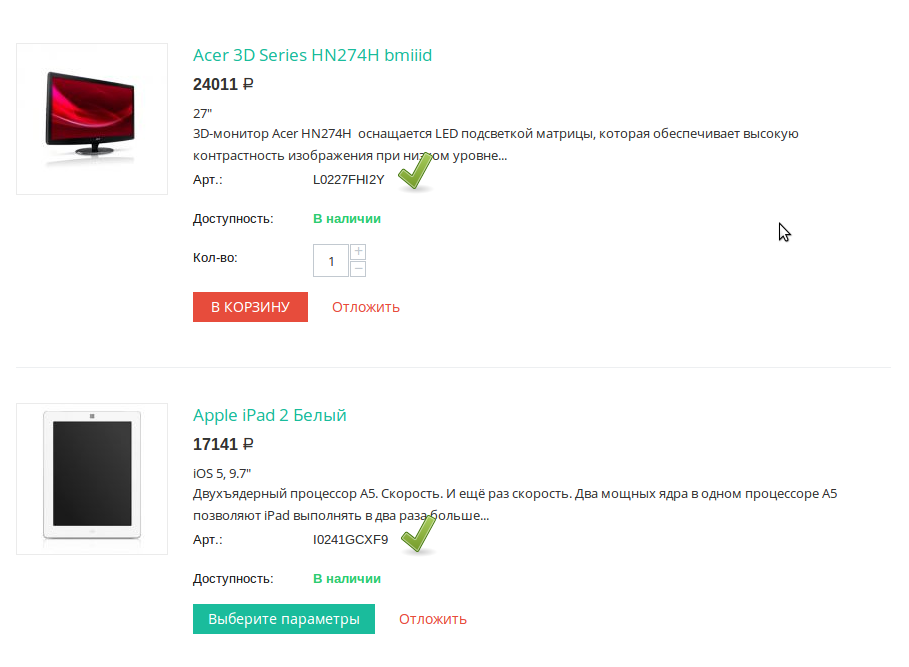 Acer 3D Series HN274H bmiiid
24011 ₽
27"
3D-монитор Acer HN274H оснащается LED подсветкой матрицы, которая обеспечивает высокую
контрастность изображения при низком уровне...
Арт.: L0227FHI2Y
Доступность: В наличии
Кол-во: 1 + −
В КОРЗИНУ Отложить
Apple iPad 2 Белый
17141 ₽
iOS 5, 9.7"
Двухъядерный процессор A5. Скорость. И ещё раз скорость. Два мощных ядра в одном процессоре A5
позволяют iPad выполнять в два раза больше...
Арт.: I0241GCXF9
Доступность: В наличии
Выберите параметры Отложить